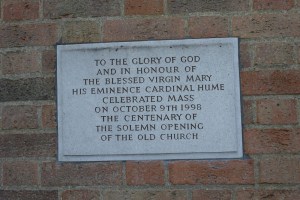 TO THE GLORY OF GOD
AND IN HONOUR OF
THE BLESSED VIRGIN MARY
HIS EMINENCE CARDINAL HUME
CELEBRATED MASS
ON OCTOBER 9TH 1998
THE CENTENARY OF
THE SOLEMN OPENING
OF THE OLD CHURCH